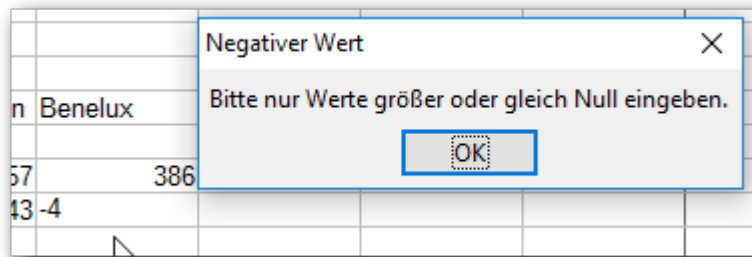 Negativer Wert
Bitte nur Werte größer oder gleich Null eingeben.
OK
n Benelux
57 386
43 -4